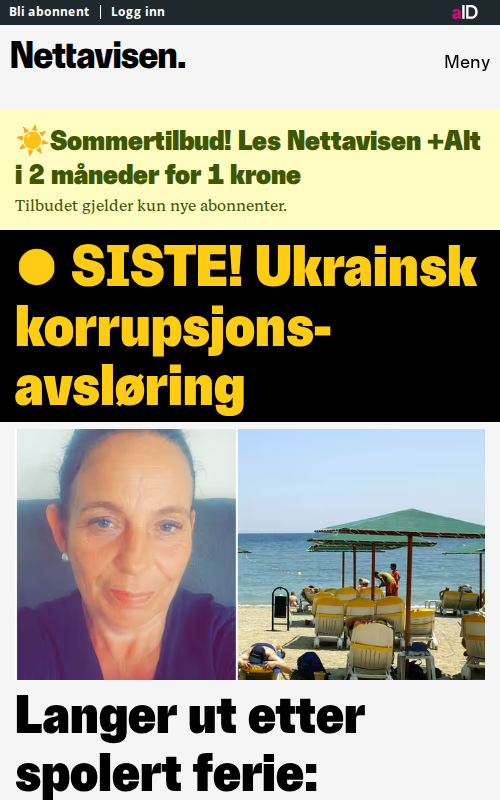 Bli abonnent | Logg inn
aID
Nettavisen.
Meny
☀️Sommertilbud! Les Nettavisen +Alt
i 2 måneder for 1 krone
Tilbudet gjelder kun nye abonnenter.
SISTE! Ukrainsk
korrupsjons-
avsløring
Langer ut etter
spolert ferie: